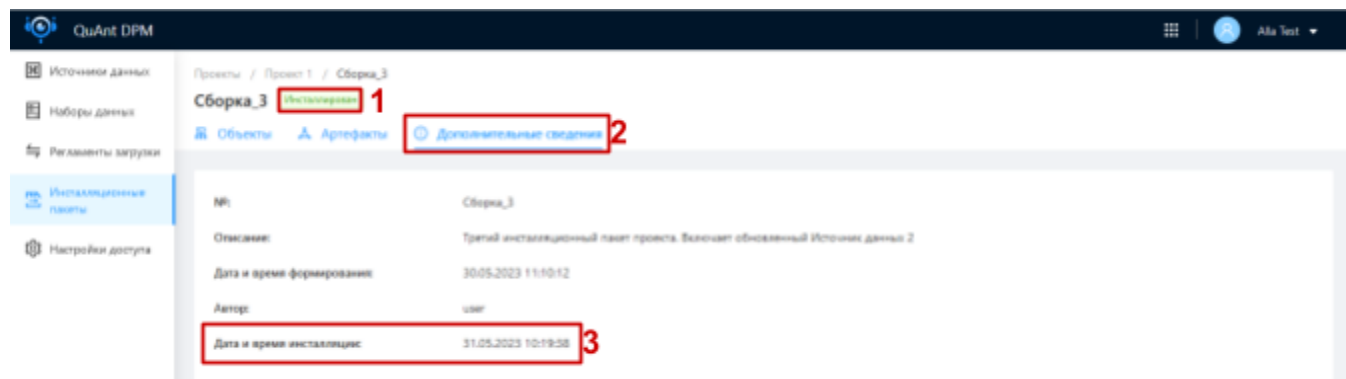 QuAnt DPM
Alla Test
Источники данных
Наборы данных
Регламенты загрузки
Инсталляционные
пакеты
Настройки доступа
Проекты / Проект 1 / Сборка_3
Сборка_3 Инсталлирован 1
Объекты Артефакты Дополнительные сведения 2
№: Сборка_3
Описание: Третий инсталляционный пакет проекта. Включает обновленный Источник данных 2
Дата и время формирования: 30.05.2023 11:10:12
Автор: user
Дата и время инсталляции: 31.05.2023 10:19:58 3